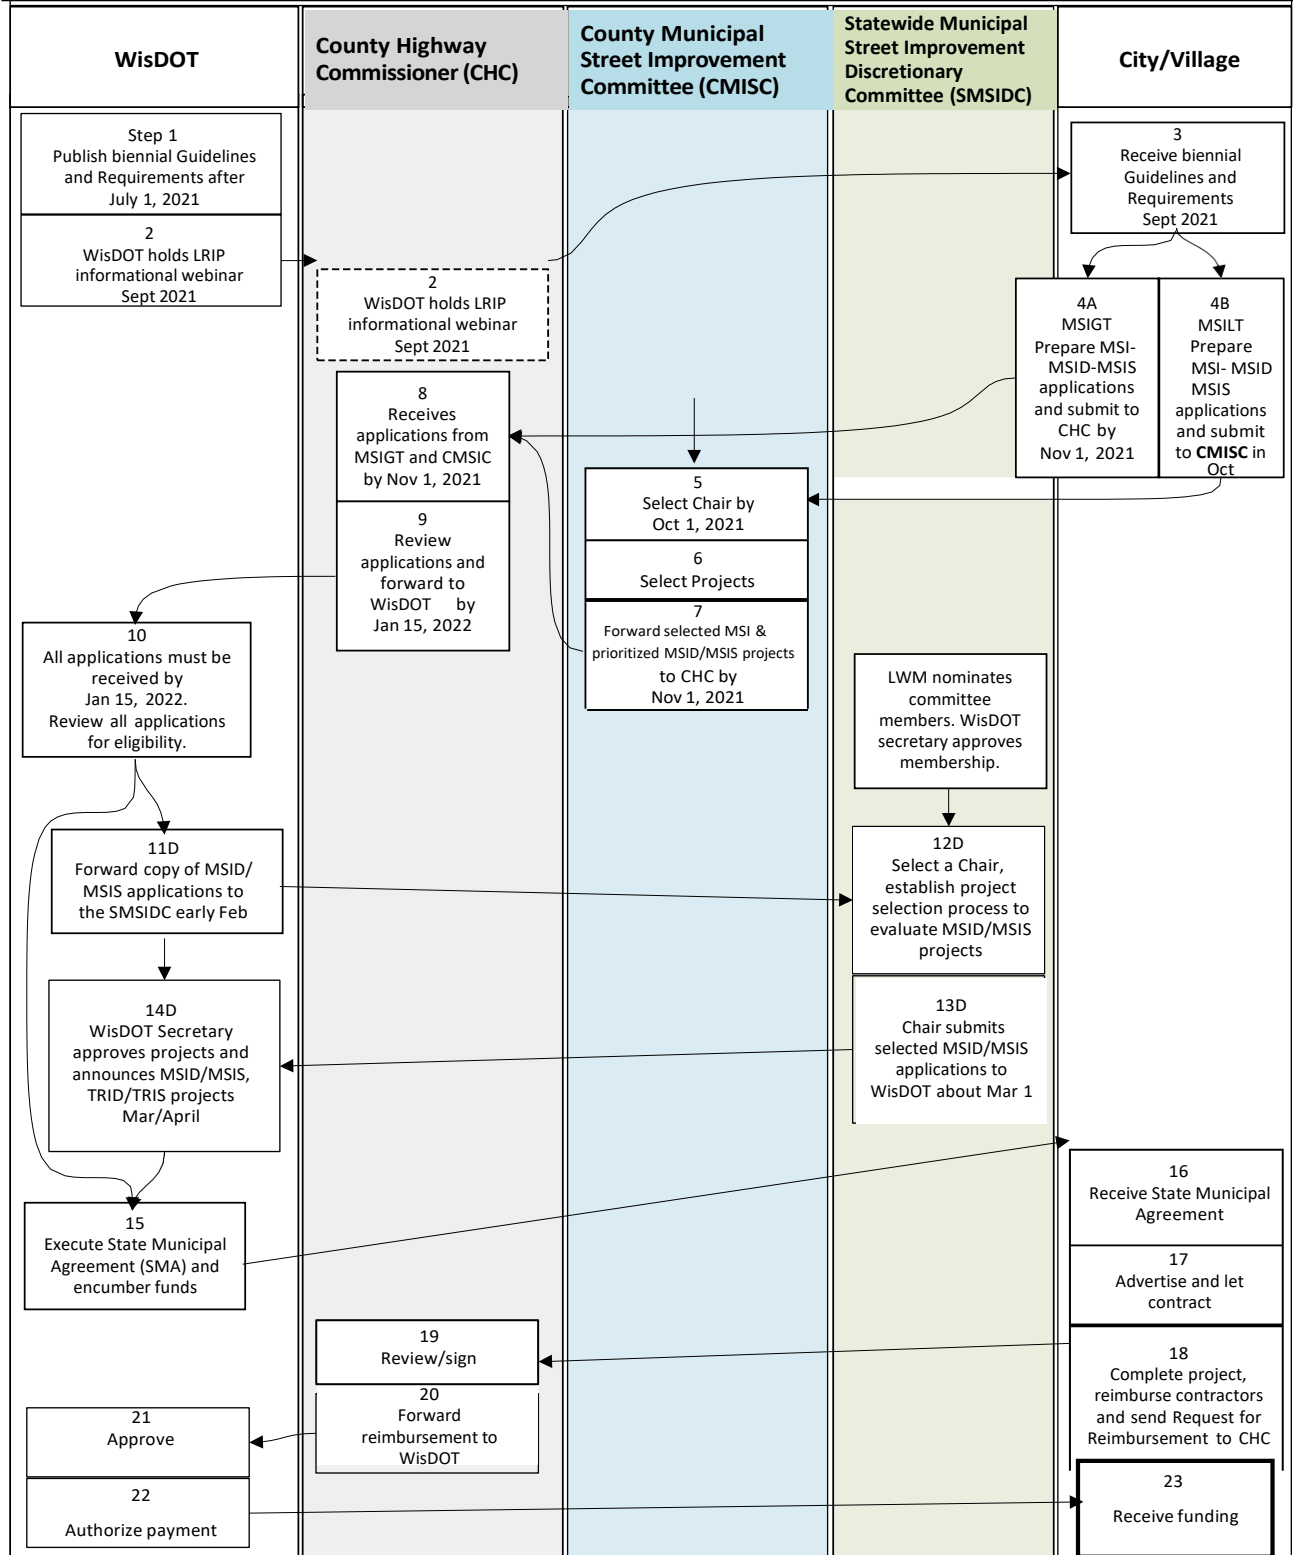 WisDOT
County Highway
Commissioner (CHC)
County Municipal
Street Improvement
Committee (CMISC)
Statewide Municipal
Street Improvement
Discretionary
Committee (SMSIDC)
City/Village
Step 1
Publish biennial Guidelines
and Requirements after
July 1, 2021
2
WisDOT holds LRIP
informational webinar
Sept 2021
2
WisDOT holds LRIP
informational webinar
Sept 2021
3
Receive biennial
Guidelines and
Requirements
Sept 2021
4A
MSIGT
Prepare MSI-
MSID-MSIS
applications
and submit to
CHC by
Nov 1, 2021
4B
MSILT
Prepare
MSI- MSID
MSIS
applications
and submit
to CMISC in
Oct
8
Receives
applications from
MSIGT and CMSIC
by Nov 1, 2021
9
Review
applications and
forward to
WisDOT by
Jan 15, 2022
5
Select Chair by
Oct 1, 2021
6
Select Projects
7
Forward selected MSI &
prioritized MSID/MSIS projects
to CHC by
Nov 1, 2021
10
All applications must be
received by
Jan 15, 2022.
Review all applications
for eligibility.
LWM nominates
committee
members. WisDOT
secretary approves
membership.
11D
Forward copy of MSID/
MSIS applications to
the SMSIDC early Feb
12D
Select a Chair,
establish project
selection process to
evaluate MSID/MSIS
projects
13D
Chair submits
selected MSID/MSIS
applications to
WisDOT about Mar 1
14D
WisDOT Secretary
approves projects and
announces MSID/MSIS,
TRID/TRIS projects
Mar/April
15
Execute State Municipal
Agreement (SMA) and
encumber funds
16
Receive State Municipal
Agreement
17
Advertise and let
contract
18
Complete project,
reimburse contractors
and send Request for
Reimbursement to CHC
19
Review/sign
20
Forward
reimbursement to
WisDOT
21
Approve
22
Authorize payment
23
Receive funding